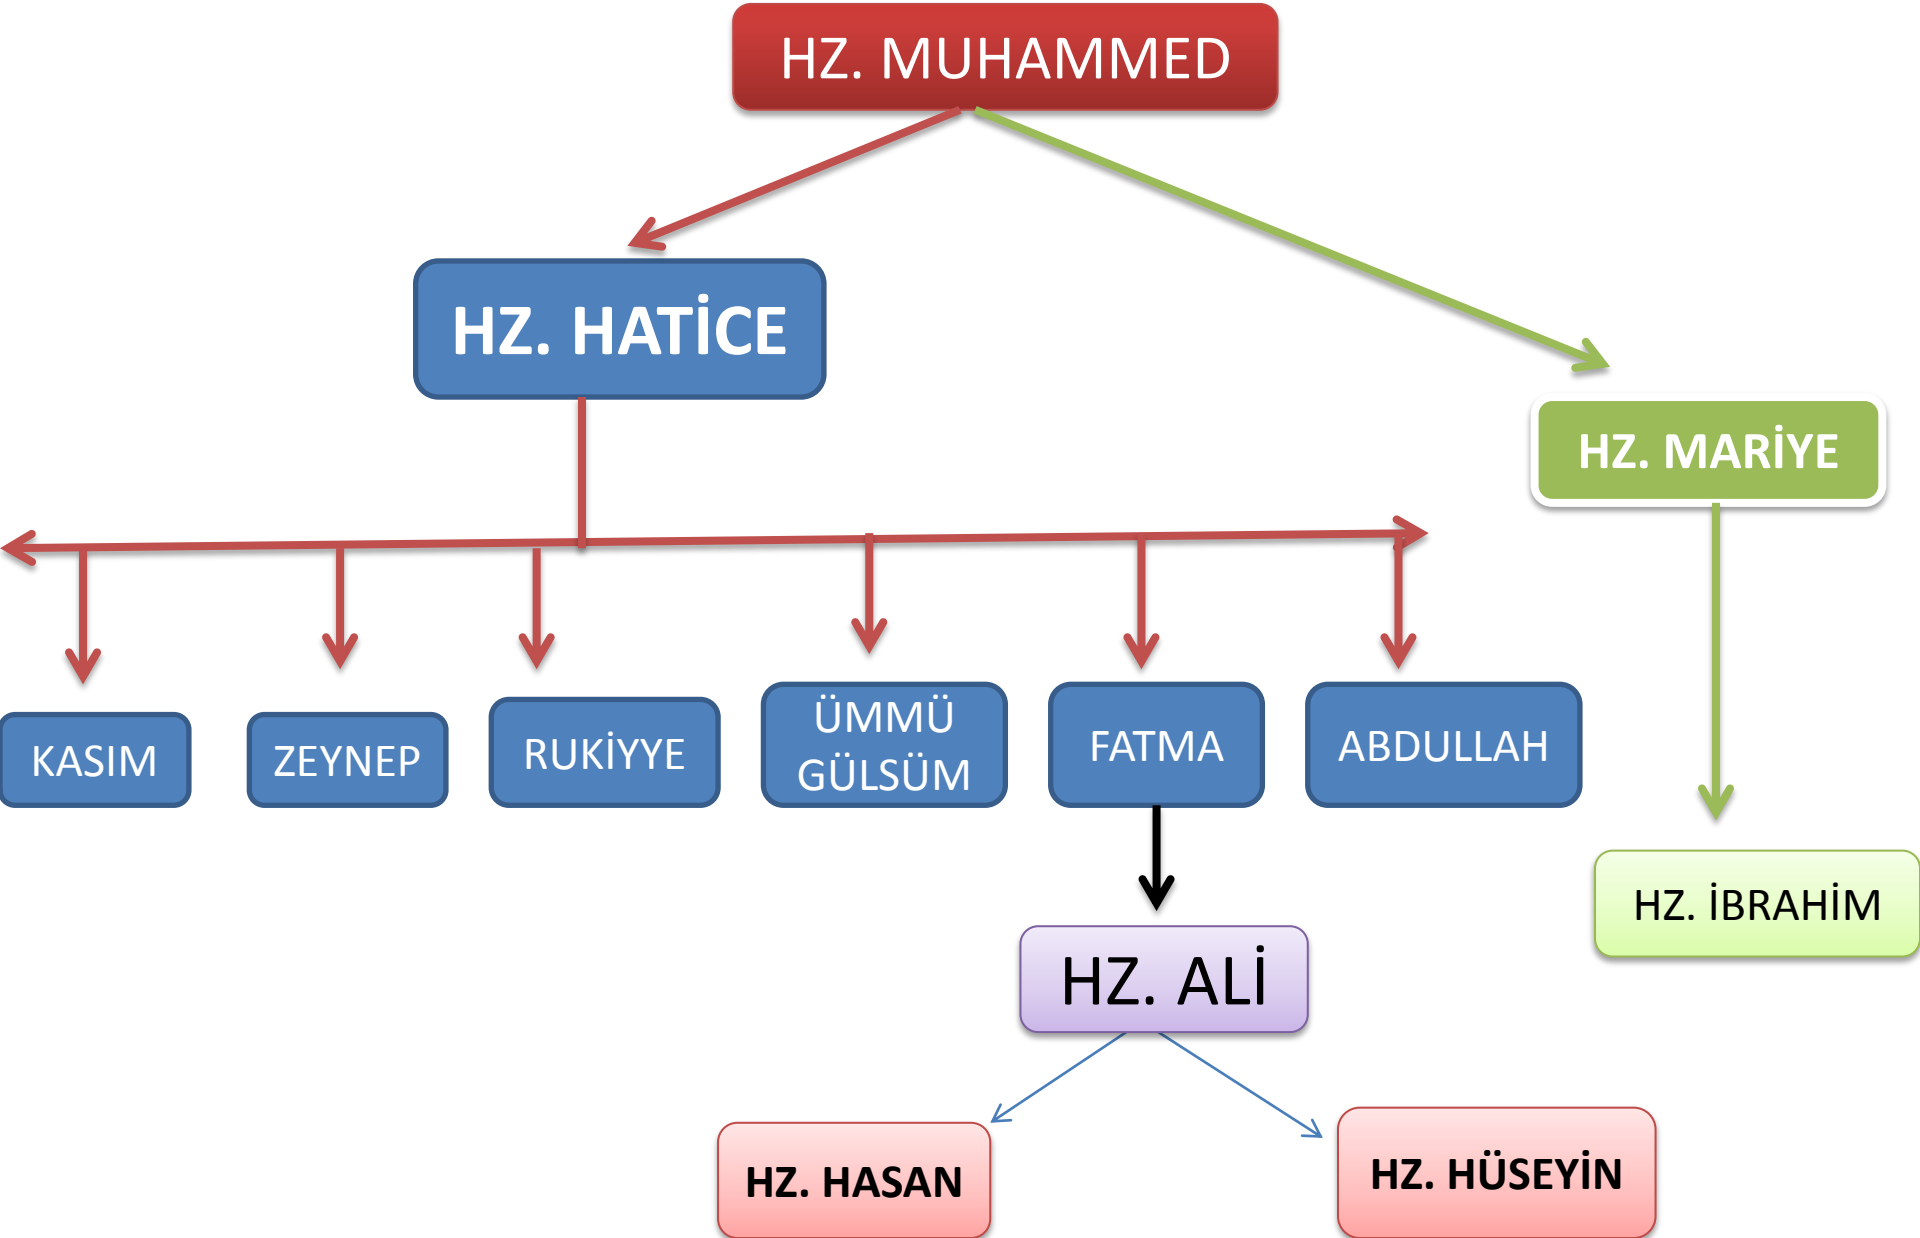 HZ. MUHAMMED
HZ. HATİCE
HZ. MARİYE
KASIM
ZEYNEP
RUKİYYE
ÜMMÜ
GÜLSÜM
FATMA
ABDULLAH
HZ. İBRAHİM
HZ. ALİ
HZ. HASAN
HZ. HÜSEYİN